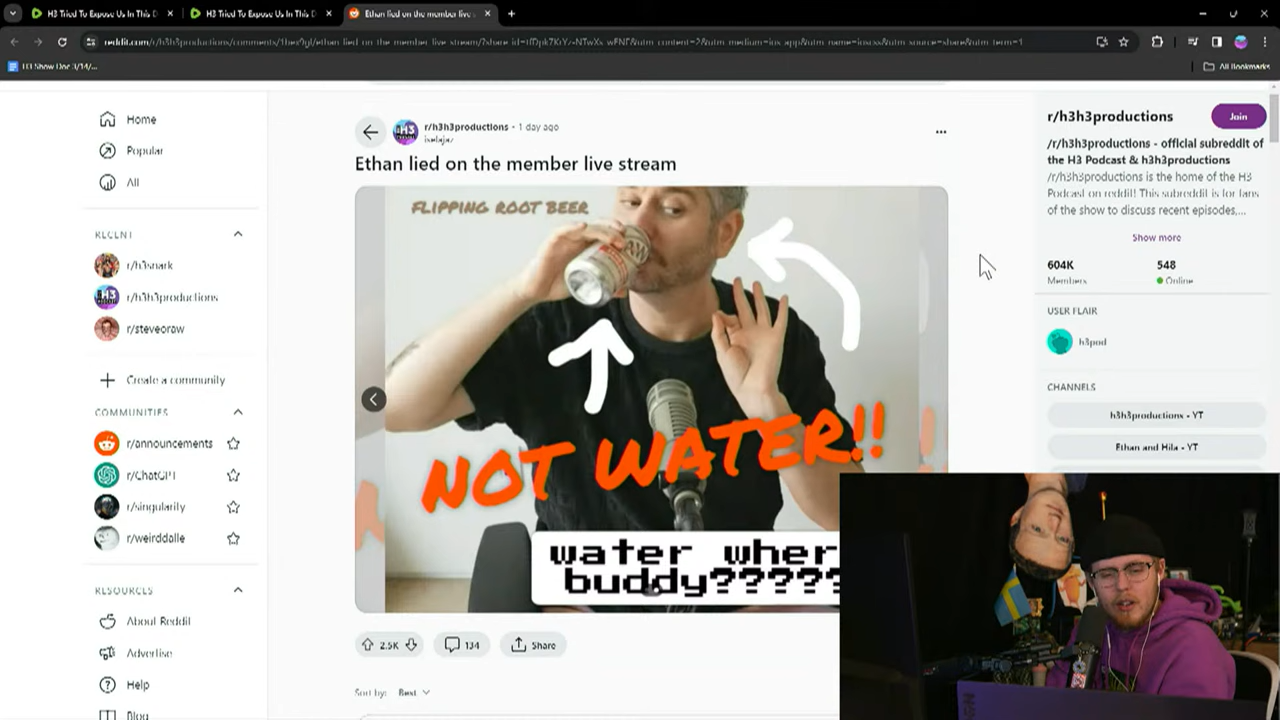 H3 Tried To Expose Us In This D
H3 Tried To Expose Us In This D
Ethan lied on the member live
H3 Show Doc 3/14/...
All Bookmarks
Home
Popular
All
RECENT
r/h3snark
r/h3h3productions
r/steveoraw
Create a community
COMMUNITIES
r/announcements
r/ChatGPT
r/singularity
r/weirddalle
RESOURCES
About Reddit
Advertise
Help
Blog
r/h3h3productions • 1 day ago
Ethan lied on the member live stream
FLIPPING ROOT BEER
NOT WATER!!
water wher
buddy?????
2.5K
134
Share
Sort by: Best
r/h3h3productions
Join
/r/h3h3productions - official subreddit of
the H3 Podcast & h3h3productions
/r/h3h3productions is the home of the H3
Podcast on reddit! This subreddit is for fans
of the show to discuss recent episodes,...
Show more
604K
548
Members
Online
USER FLAIR
h3pod
CHANNELS
h3h3productions - YT
Ethan and Hila - YT